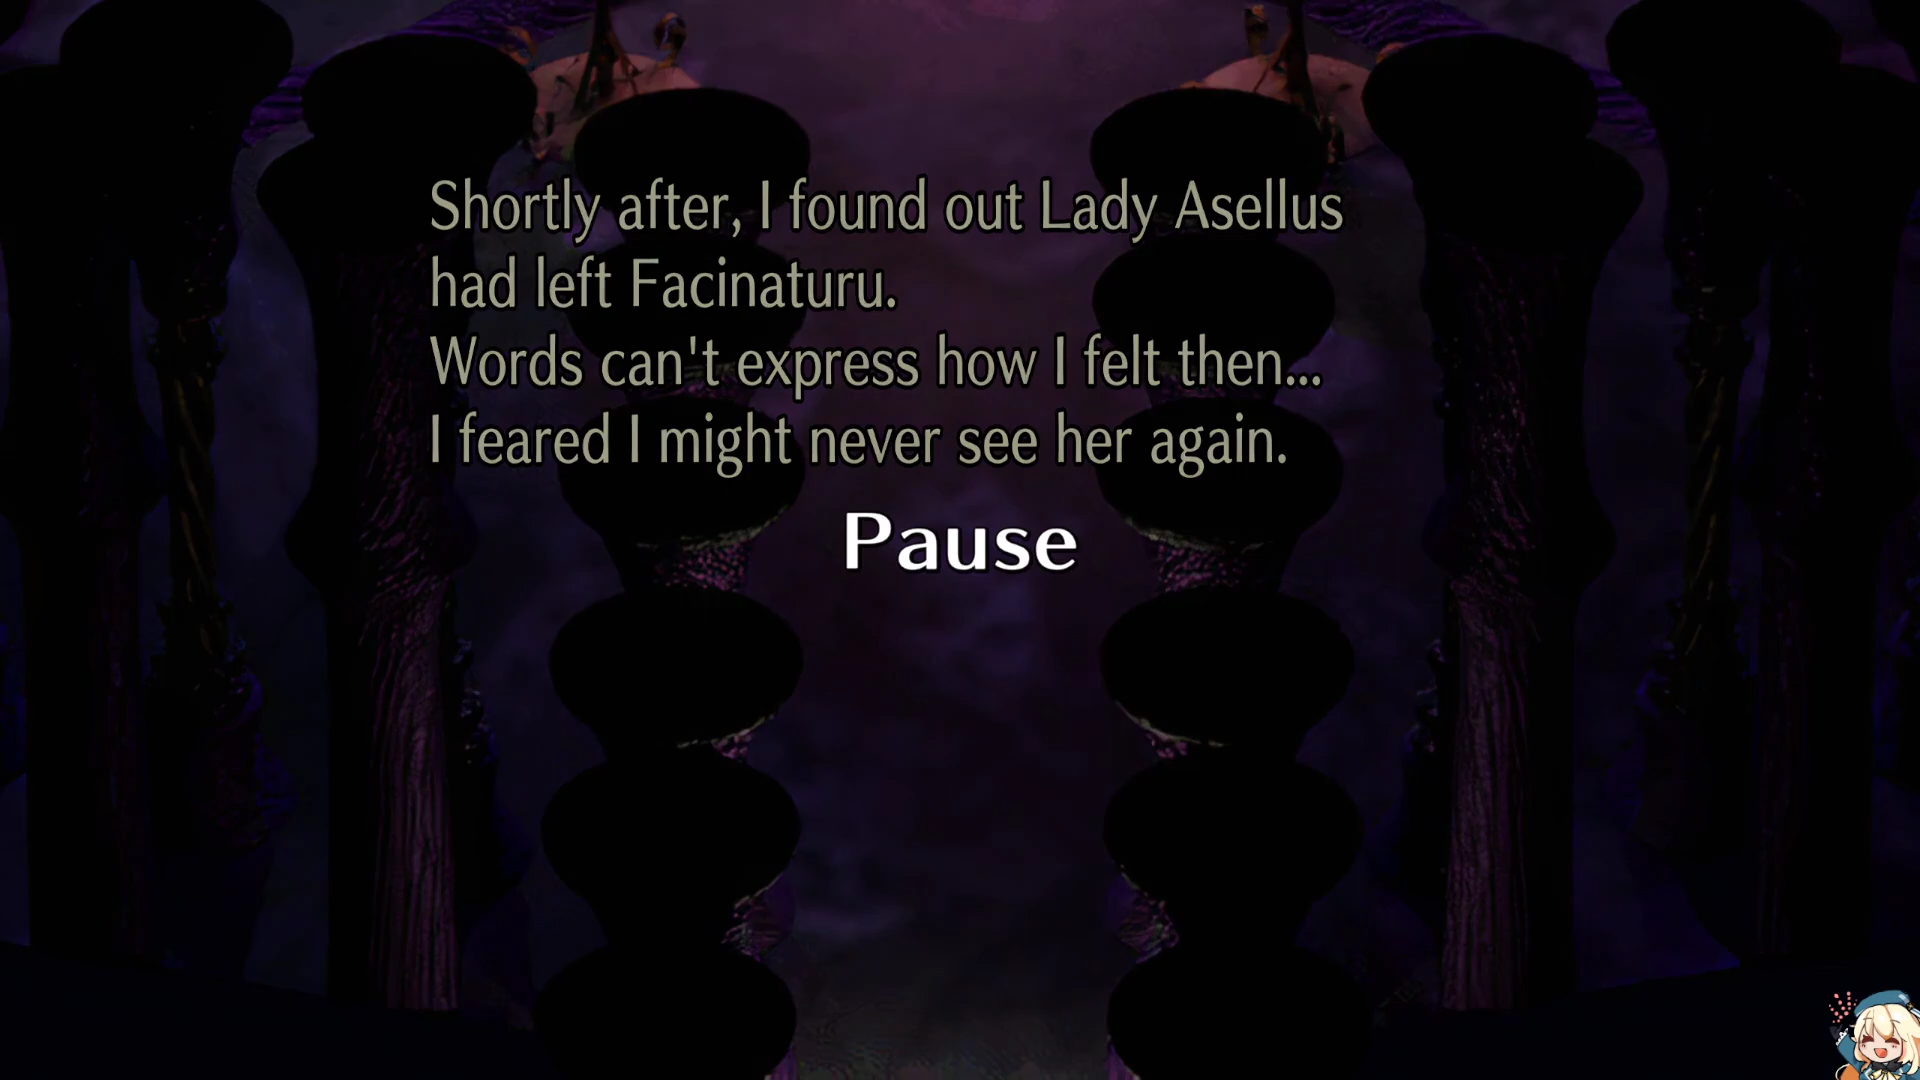 Shortly after, I found out Lady Asellus
had left Facinaturu.
Words can't express how I felt then...
I feared I might never see her again.
Pause